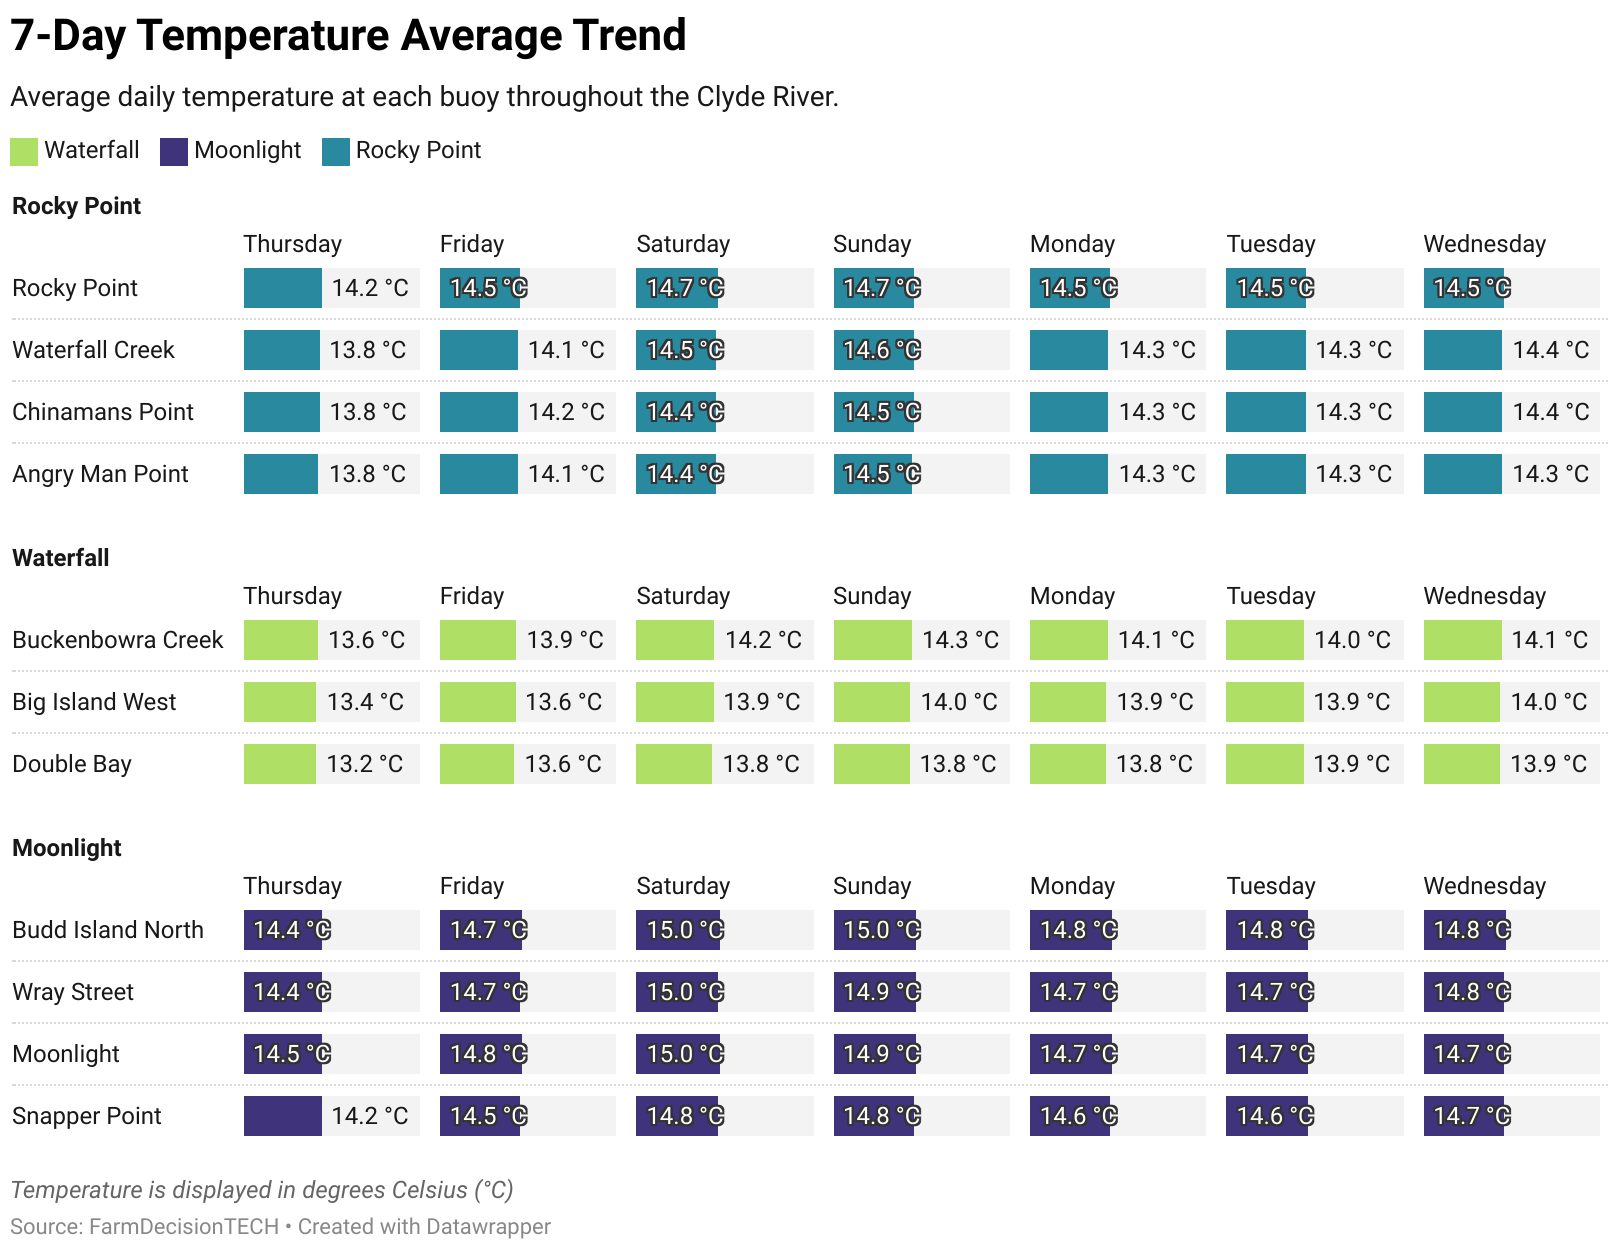 7-Day Temperature Average Trend
Average daily temperature at each buoy throughout the Clyde River.
Waterfall Moonlight Rocky Point
Rocky Point
Thursday Friday Saturday Sunday Monday Tuesday Wednesday
Rocky Point 14.2 °C 14.5 °C 14.7 °C 14.7 °C 14.5 °C 14.5 °C 14.5 °C
Waterfall Creek 13.8 °C 14.1 °C 14.5 °C 14.6 °C 14.3 °C 14.3 °C 14.4 °C
Chinamans Point 13.8 °C 14.2 °C 14.4 °C 14.5 °C 14.3 °C 14.3 °C 14.4 °C
Angry Man Point 13.8 °C 14.1 °C 14.4 °C 14.5 °C 14.3 °C 14.3 °C 14.3 °C
Waterfall
Thursday Friday Saturday Sunday Monday Tuesday Wednesday
Buckenbowra Creek 13.6 °C 13.9 °C 14.2 °C 14.3 °C 14.1 °C 14.0 °C 14.1 °C
Big Island West 13.4 °C 13.6 °C 13.9 °C 14.0 °C 13.9 °C 13.9 °C 14.0 °C
Double Bay 13.2 °C 13.6 °C 13.8 °C 13.8 °C 13.8 °C 13.9 °C 13.9 °C
Moonlight
Thursday Friday Saturday Sunday Monday Tuesday Wednesday
Budd Island North 14.4 °C 14.7 °C 15.0 °C 15.0 °C 14.8 °C 14.8 °C 14.8 °C
Wray Street 14.4 °C 14.7 °C 15.0 °C 14.9 °C 14.7 °C 14.7 °C 14.8 °C
Moonlight 14.5 °C 14.8 °C 15.0 °C 14.9 °C 14.7 °C 14.7 °C 14.7 °C
Snapper Point 14.2 °C 14.5 °C 14.8 °C 14.8 °C 14.6 °C 14.6 °C 14.7 °C
Temperature is displayed in degrees Celsius (°C)
Source: FarmDecisionTECH • Created with Datawrapper